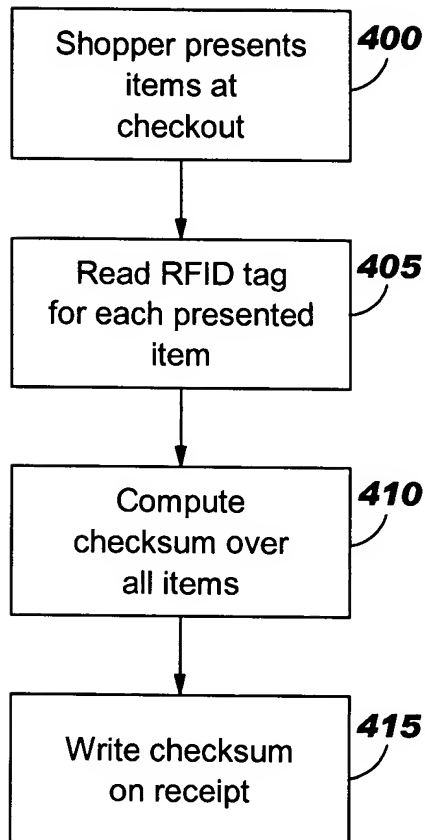 Shopper presents
items at
checkout
400
Read RFID tag
for each presented
item
405
Compute
checksum over
all items
410
Write checksum
on receipt
415